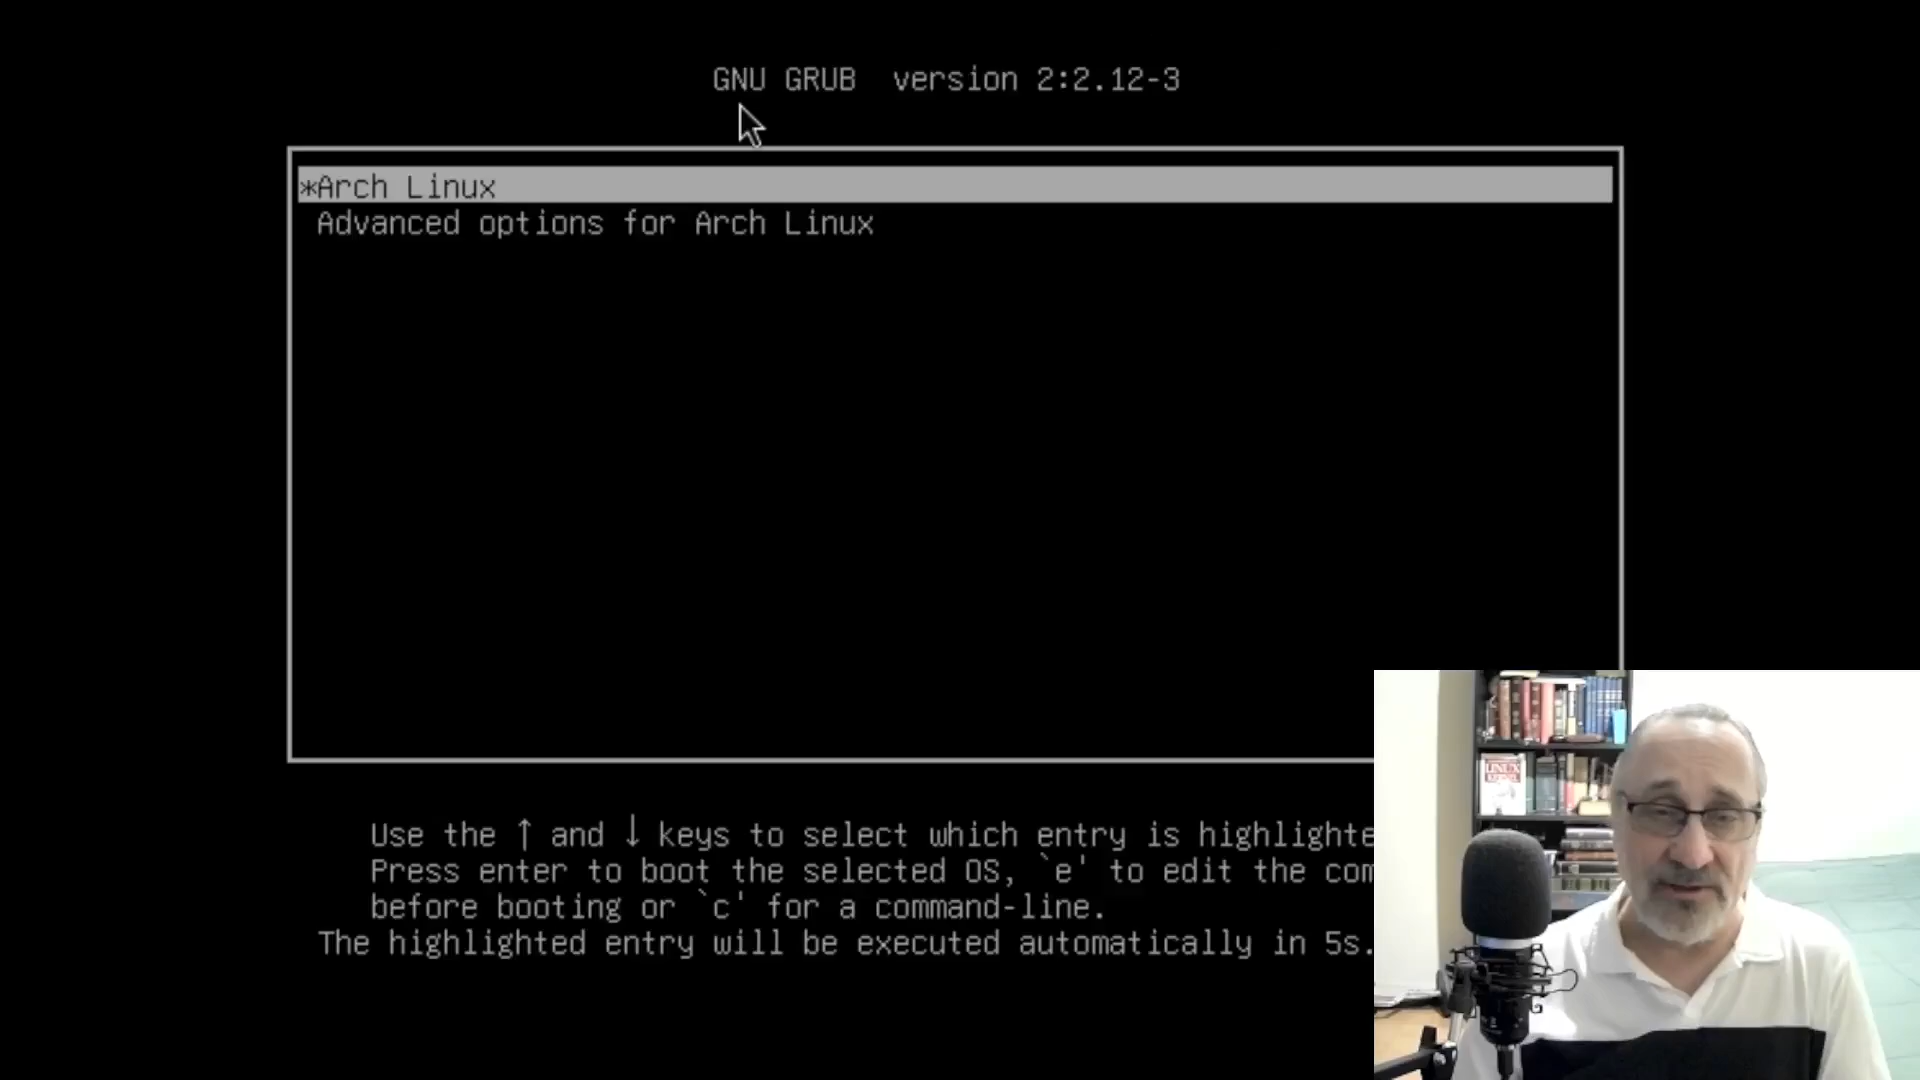 GNU GRUB  version 2:2.12-3
*Arch Linux
Advanced options for Arch Linux
Use the ↑ and ↓ keys to select which entry is highlighte
Press enter to boot the selected OS, `e' to edit the com
before booting or `c' for a command-line.
The highlighted entry will be executed automatically in 5s.
LINUX
KERNEL